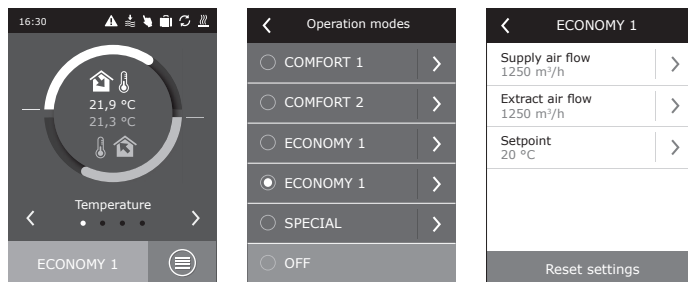 16:30
21,9 °C
21,3 °C
Temperature
ECONOMY 1
Operation modes
COMFORT 1
COMFORT 2
ECONOMY 1
ECONOMY 1
SPECIAL
OFF
ECONOMY 1
Supply air flow
1250 m³/h
Extract air flow
1250 m³/h
Setpoint
20 °C
Reset settings